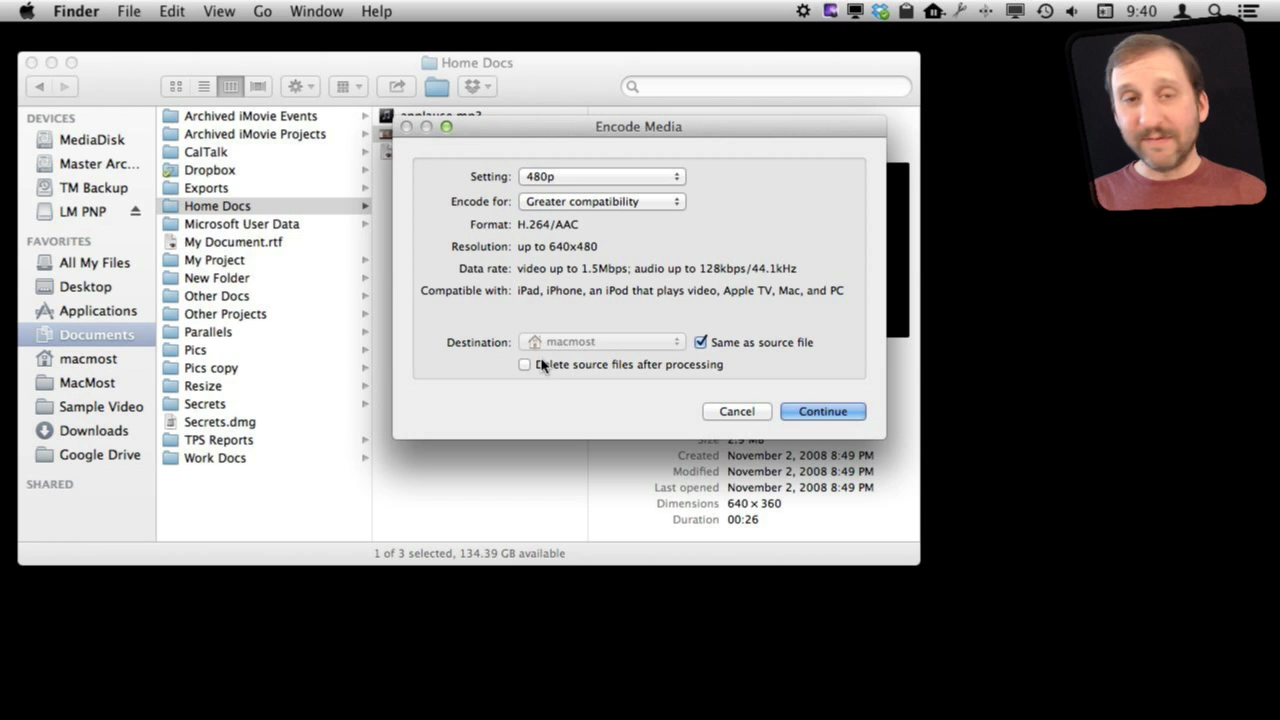 Finder File Edit View Go Window Help 9:40
Home Docs
DEVICES
MediaDisk
Master Arc...
TM Backup
LM PNP
FAVORITES
All My Files
Desktop
Applications
Documents
macmost
MacMost
Sample Video
Downloads
Google Drive
SHARED
Archived iMovie Events
Archived iMovie Projects
CalTalk
Dropbox
Exports
Home Docs
Microsoft User Data
My Document.rtf
My Project
New Folder
Other Docs
Other Projects
Parallels
Pics
Pics copy
Resize
Secrets
Secrets.dmg
TPS Reports
Work Docs
applause.mp3
Encode Media
Setting: 480p
Encode for: Greater compatibility
Format: H.264/AAC
Resolution: up to 640x480
Data rate: video up to 1.5Mbps; audio up to 128kbps/44.1kHz
Compatible with: iPad, iPhone, an iPod that plays video, Apple TV, Mac, and PC
Destination: macmost Same as source file
Delete source files after processing
Cancel Continue
Size 2.9 MB
Created November 2, 2008 8:49 PM
Modified November 2, 2008 8:49 PM
Last opened November 2, 2008 8:49 PM
Dimensions 640 × 360
Duration 00:26
1 of 3 selected, 134.39 GB available